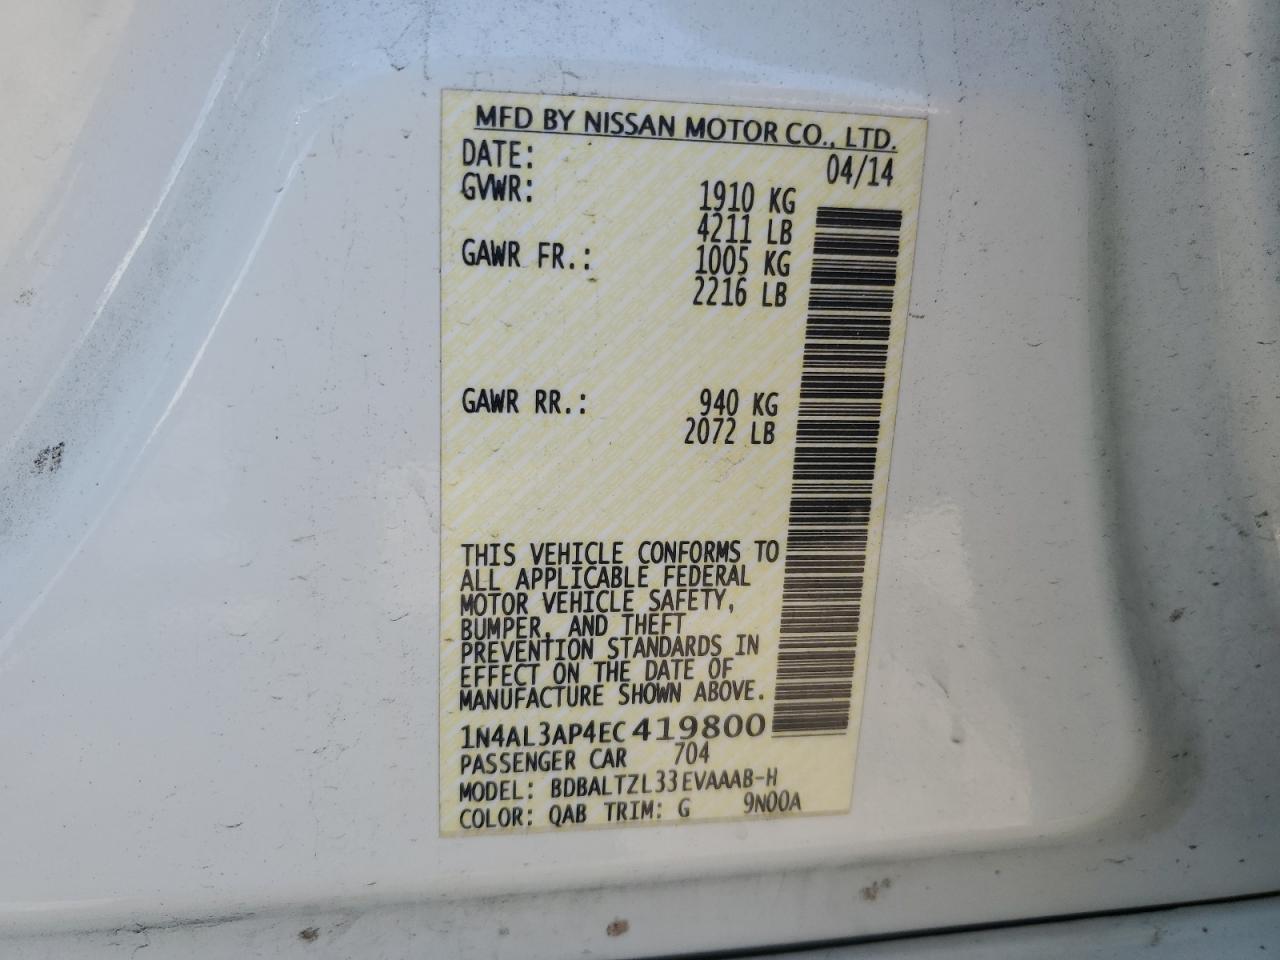 MFD BY NISSAN MOTOR CO., LTD.
DATE: 04/14
GVWR: 1910 KG
4211 LB
GAWR FR.: 1005 KG
2216 LB
GAWR RR.: 940 KG
2072 LB
THIS VEHICLE CONFORMS TO
ALL APPLICABLE FEDERAL
MOTOR VEHICLE SAFETY,
BUMPER, AND THEFT
PREVENTION STANDARDS IN
EFFECT ON THE DATE OF
MANUFACTURE SHOWN ABOVE.
1N4AL3AP4EC419800
PASSENGER CAR 704
MODEL: BDBALTZL33EVAAAB-H
COLOR: QAB TRIM: G 9N00A